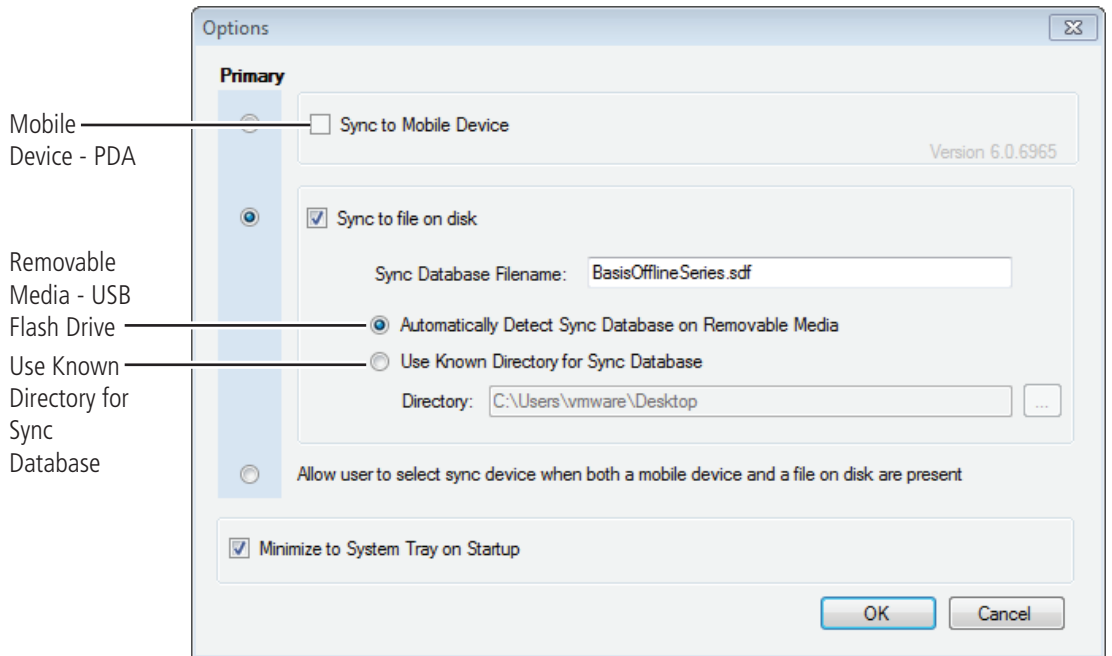 Options
Primary
Mobile
Device - PDA
Sync to Mobile Device
Version 6.0.6965
Sync to file on disk
Sync Database Filename: BasisOfflineSeries.sdf
Removable
Media - USB
Flash Drive
Automatically Detect Sync Database on Removable Media
Use Known
Directory for
Sync
Database
Use Known Directory for Sync Database
Directory: C:\Users\vmware\Desktop ...
Allow user to select sync device when both a mobile device and a file on disk are present
Minimize to System Tray on Startup
OK Cancel